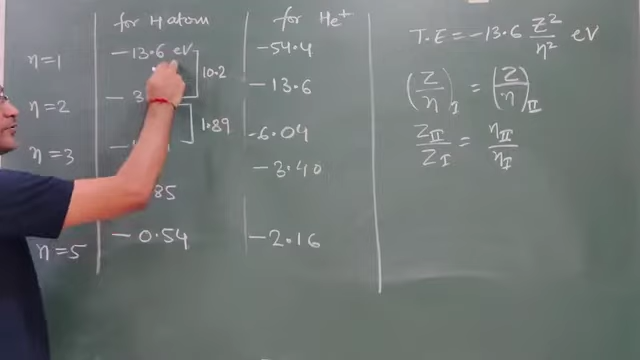 for H atom
for He+
n=1
-13.6 eV
-54.4
10.2
n=2
- 3
-13.6
1.89
n=3
-6.04
-3.40
85
n=5
-0.54
-2.16
T.E = -13.6 Z²/n² eV
(Z/n)I = (Z/n)II
ZII/ZI = nII/nI